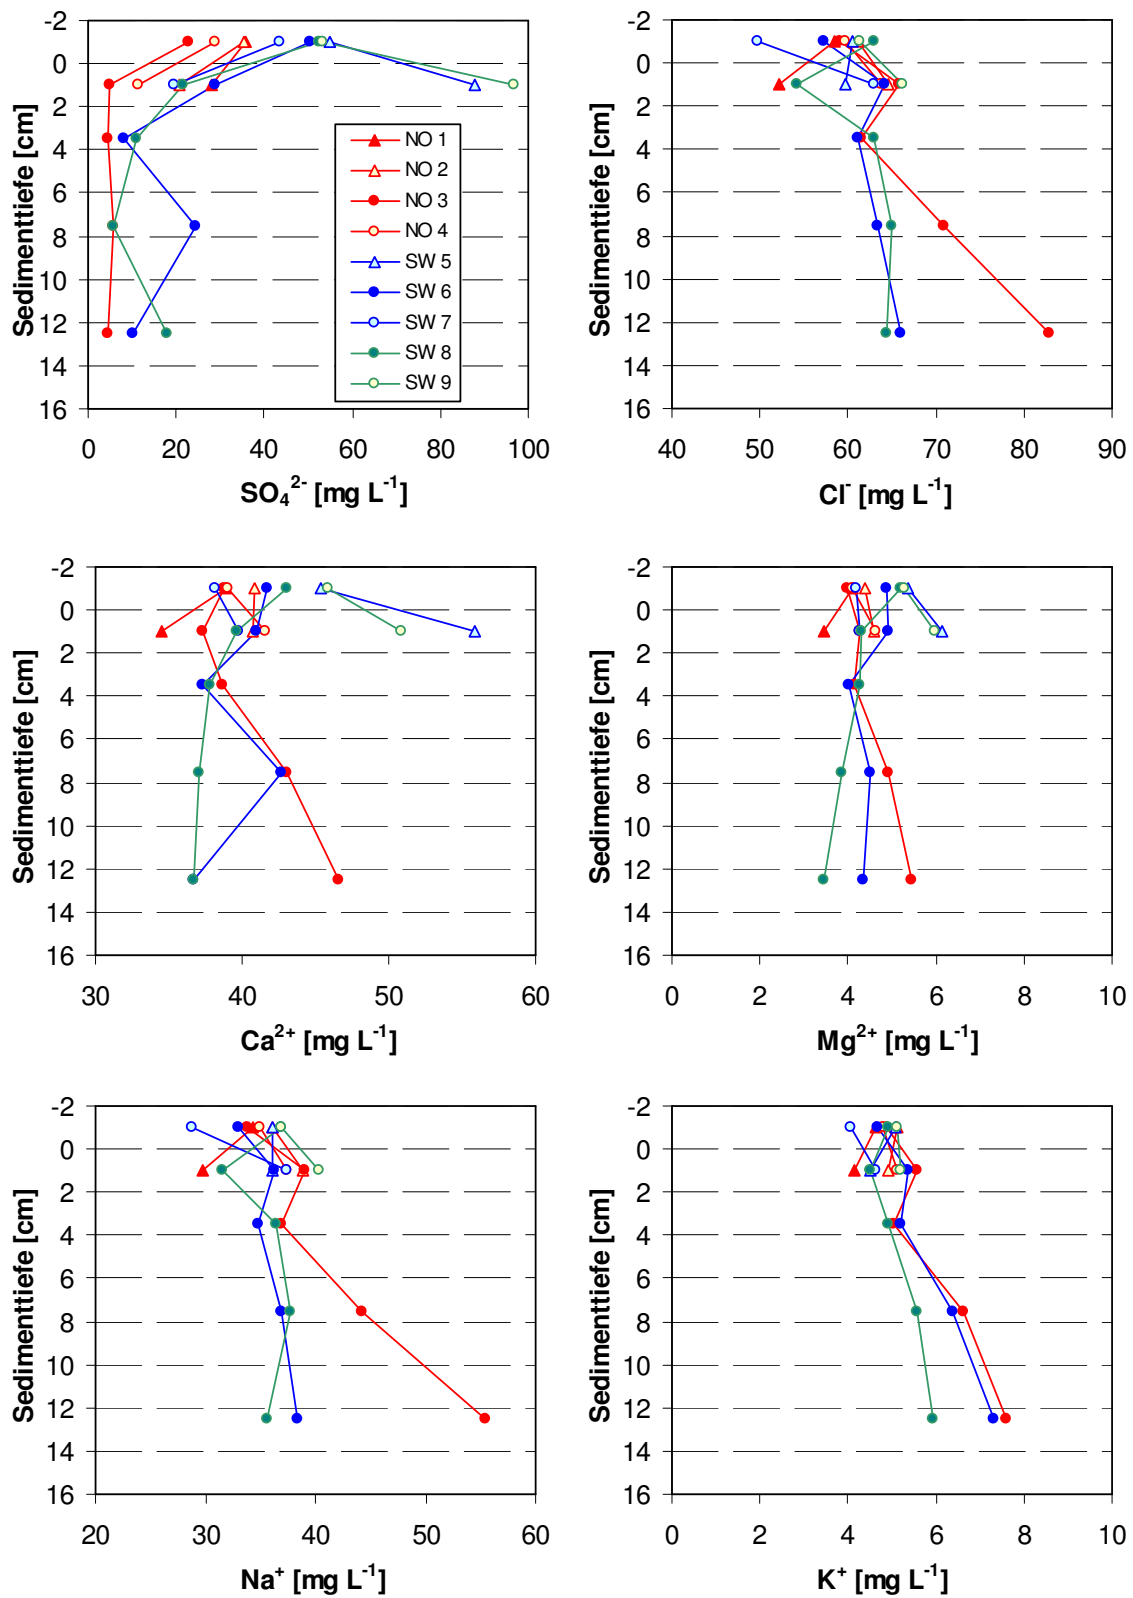 -2
0
2
4
6
8
10
12
14
16
Sedimenttiefe [cm]
0 20 40 60 80 100
SO₄²⁻ [mg L⁻¹]
NO 1
NO 2
NO 3
NO 4
SW 5
SW 6
SW 7
SW 8
SW 9
-2
0
2
4
6
8
10
12
14
16
Sedimenttiefe [cm]
40 50 60 70 80 90
Cl⁻ [mg L⁻¹]
-2
0
2
4
6
8
10
12
14
16
Sedimenttiefe [cm]
30 40 50 60
Ca²⁺ [mg L⁻¹]
-2
0
2
4
6
8
10
12
14
16
Sedimenttiefe [cm]
0 2 4 6 8 10
Mg²⁺ [mg L⁻¹]
-2
0
2
4
6
8
10
12
14
16
Sedimenttiefe [cm]
20 30 40 50 60
Na⁺ [mg L⁻¹]
-2
0
2
4
6
8
10
12
14
16
Sedimenttiefe [cm]
0 2 4 6 8 10
K⁺ [mg L⁻¹]